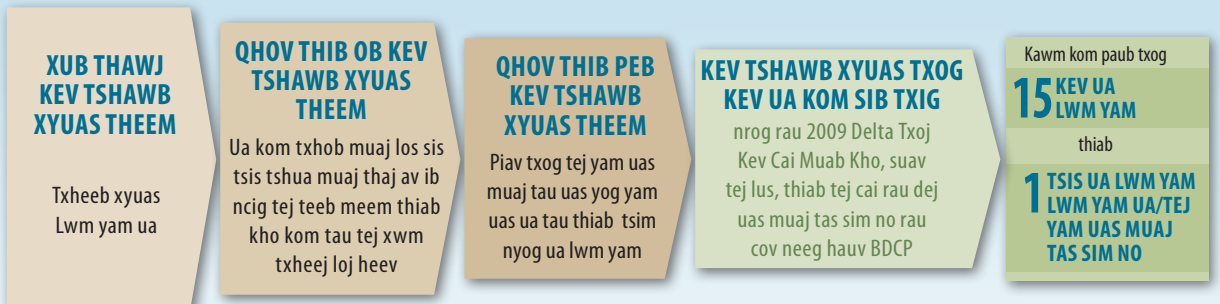 XUB THAWJ
KEV TSHAWB
XYUAS THEEM
Txheeb xyuas
Lwm yam ua
QHOV THIB OB KEV
TSHAWB XYUAS
THEEM
Ua kom txhob muaj los sis
tsis tshua muaj thaj av ib
ncig tej teeb meem thiab
kho kom tau tej xwm
txheej loj heev
QHOV THIB PEB
KEV TSHAWB
XYUAS THEEM
Piav txog tej yam uas
muaj tau uas yog yam
uas ua tau thiab tsim
nyog ua lwm yam
KEV TSHAWB XYUAS TXOG
KEV UA KOM SIB TXIG
nrog rau 2009 Delta Txoj
Kev Cai Muab Kho, suav
tej lus, thiab tej cai rau dej
uas muaj tas sim no rau
cov neeg hauv BDCP
Kawm kom paub txog
15 KEV UA
LWM YAM
thiab
1 TSIS UA LWM YAM
LWM YAM UA/TEJ
YAM UAS MUAJ
TAS SIM NO